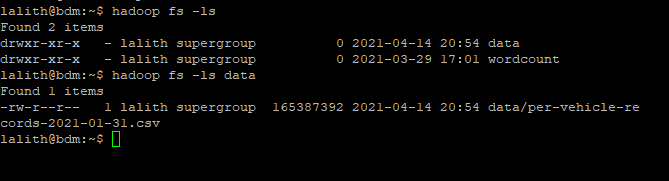 lalith@bdm:~$ hadoop fs -ls
Found 2 items
drwxr-xr-x   - lalith supergroup          0 2021-04-14 20:54 data
drwxr-xr-x   - lalith supergroup          0 2021-03-29 17:01 wordcount
lalith@bdm:~$ hadoop fs -ls data
Found 1 items
-rw-r--r--   1 lalith supergroup  165387392 2021-04-14 20:54 data/per-vehicle-re
cords-2021-01-31.csv
lalith@bdm:~$